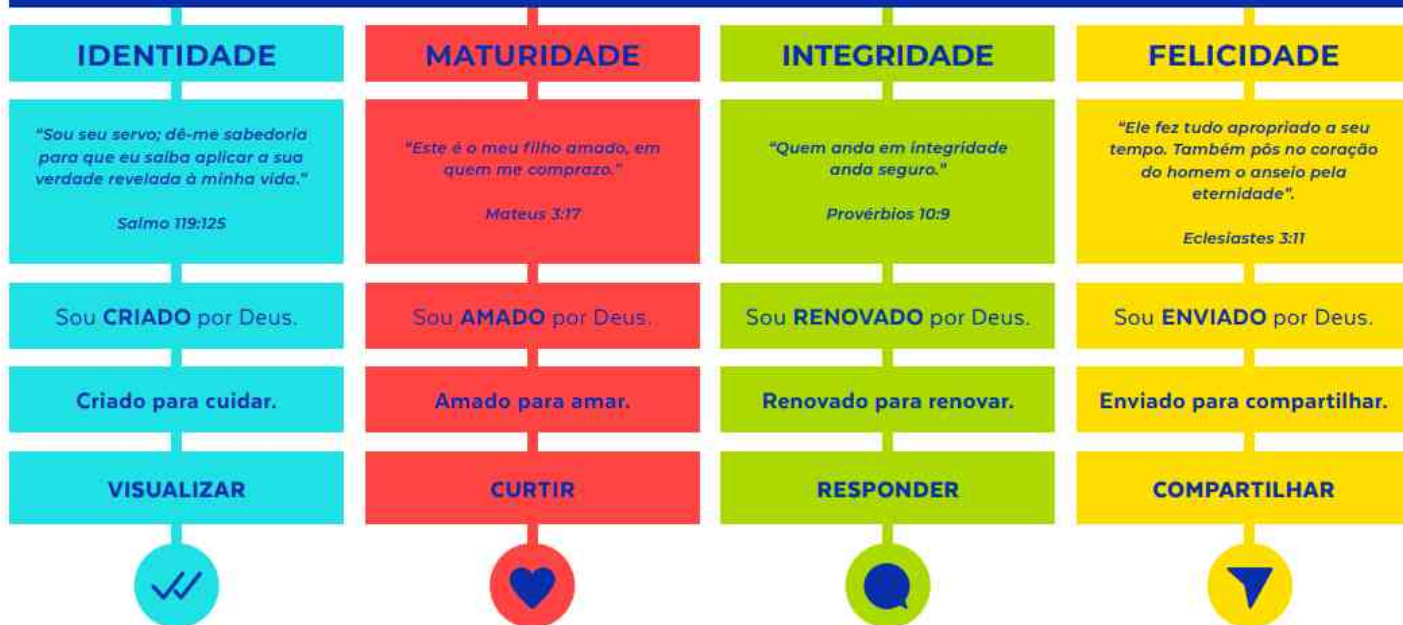 IDENTIDADE
"Sou seu servo; dê-me sabedoria
para que eu saiba aplicar a sua
verdade revelada à minha vida."
Salmo 119:125
Sou CRIADO por Deus.
Criado para cuidar.
VISUALIZAR
MATURIDADE
"Este é o meu filho amado, em
quem me comprazo."
Mateus 3:17
Sou AMADO por Deus.
Amado para amar.
CURTIR
INTEGRIDADE
"Quem anda em integridade
anda seguro."
Provérbios 10:9
Sou RENOVADO por Deus.
Renovado para renovar.
RESPONDER
FELICIDADE
"Ele fez tudo apropriado a seu
tempo. Também pôs no coração
do homem o anseio pela
eternidade".
Eclesiastes 3:11
Sou ENVIADO por Deus.
Enviado para compartilhar.
COMPARTILHAR